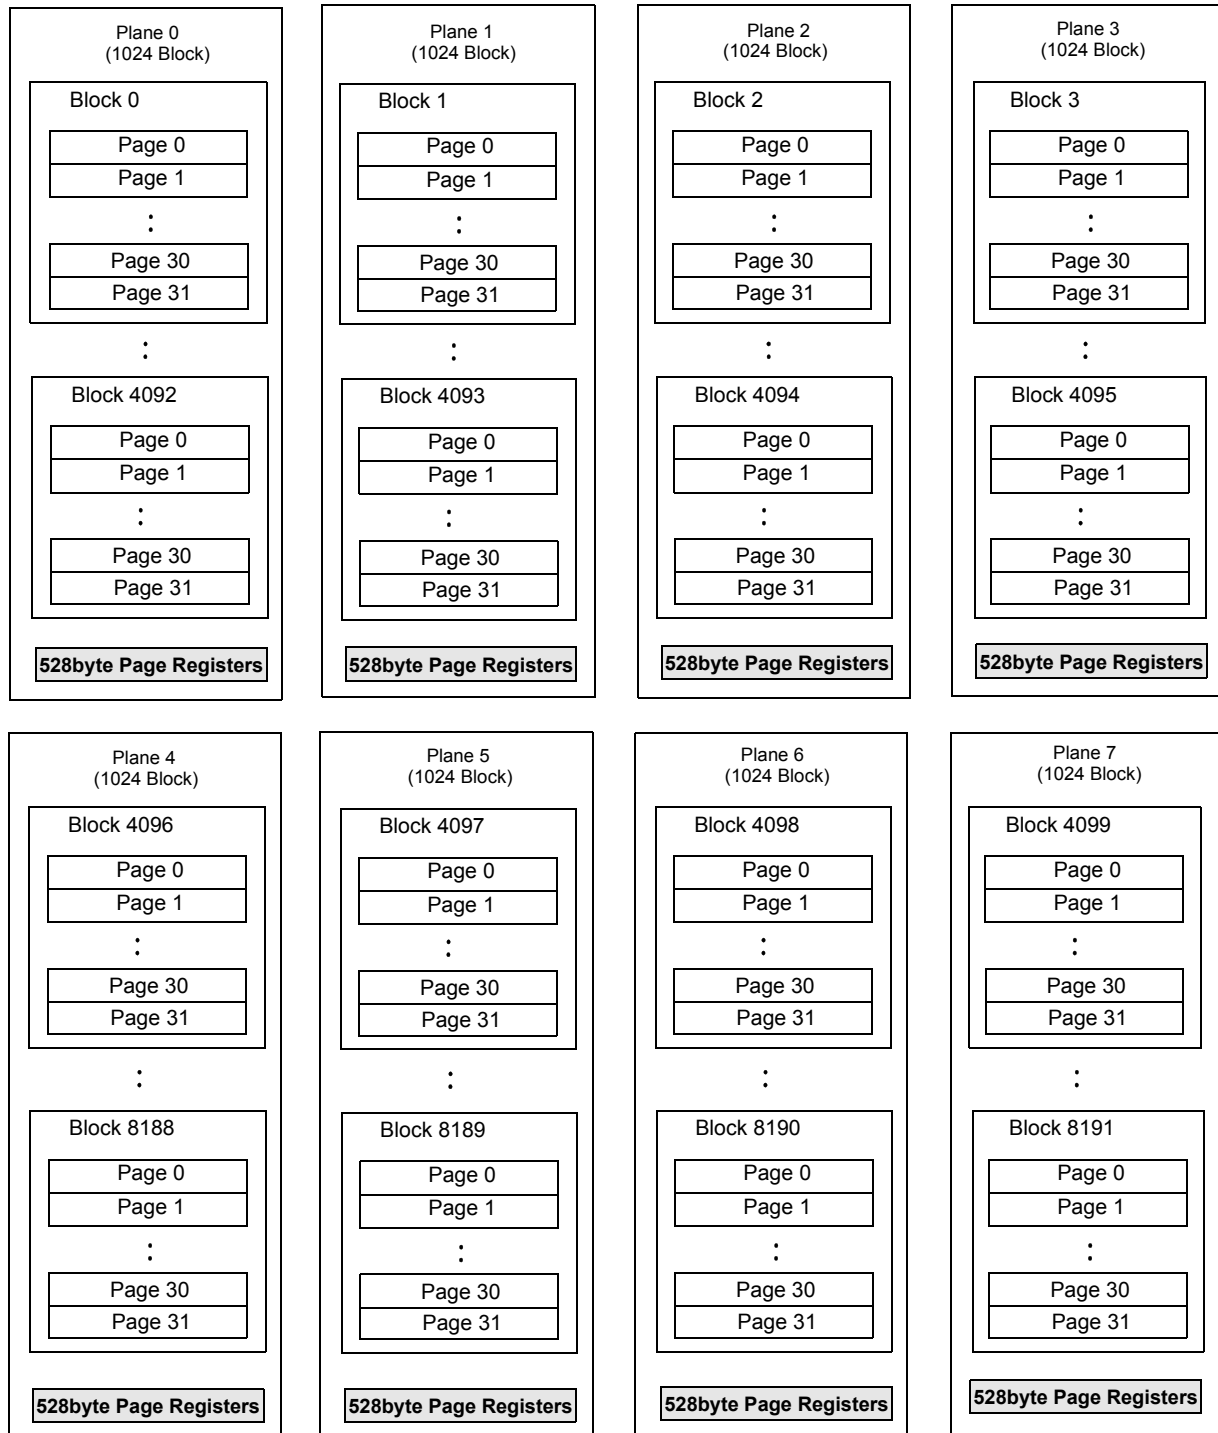 Plane 0
(1024 Block)
Block 0
Page 0
Page 1
:
Page 30
Page 31
:
Block 4092
Page 0
Page 1
:
Page 30
Page 31
528byte Page Registers
Plane 1
(1024 Block)
Block 1
Page 0
Page 1
:
Page 30
Page 31
:
Block 4093
Page 0
Page 1
:
Page 30
Page 31
528byte Page Registers
Plane 2
(1024 Block)
Block 2
Page 0
Page 1
:
Page 30
Page 31
:
Block 4094
Page 0
Page 1
:
Page 30
Page 31
528byte Page Registers
Plane 3
(1024 Block)
Block 3
Page 0
Page 1
:
Page 30
Page 31
:
Block 4095
Page 0
Page 1
:
Page 30
Page 31
528byte Page Registers
Plane 4
(1024 Block)
Block 4096
Page 0
Page 1
:
Page 30
Page 31
:
Block 8188
Page 0
Page 1
:
Page 30
Page 31
528byte Page Registers
Plane 5
(1024 Block)
Block 4097
Page 0
Page 1
:
Page 30
Page 31
:
Block 8189
Page 0
Page 1
:
Page 30
Page 31
528byte Page Registers
Plane 6
(1024 Block)
Block 4098
Page 0
Page 1
:
Page 30
Page 31
:
Block 8190
Page 0
Page 1
:
Page 30
Page 31
528byte Page Registers
Plane 7
(1024 Block)
Block 4099
Page 0
Page 1
:
Page 30
Page 31
:
Block 8191
Page 0
Page 1
:
Page 30
Page 31
528byte Page Registers